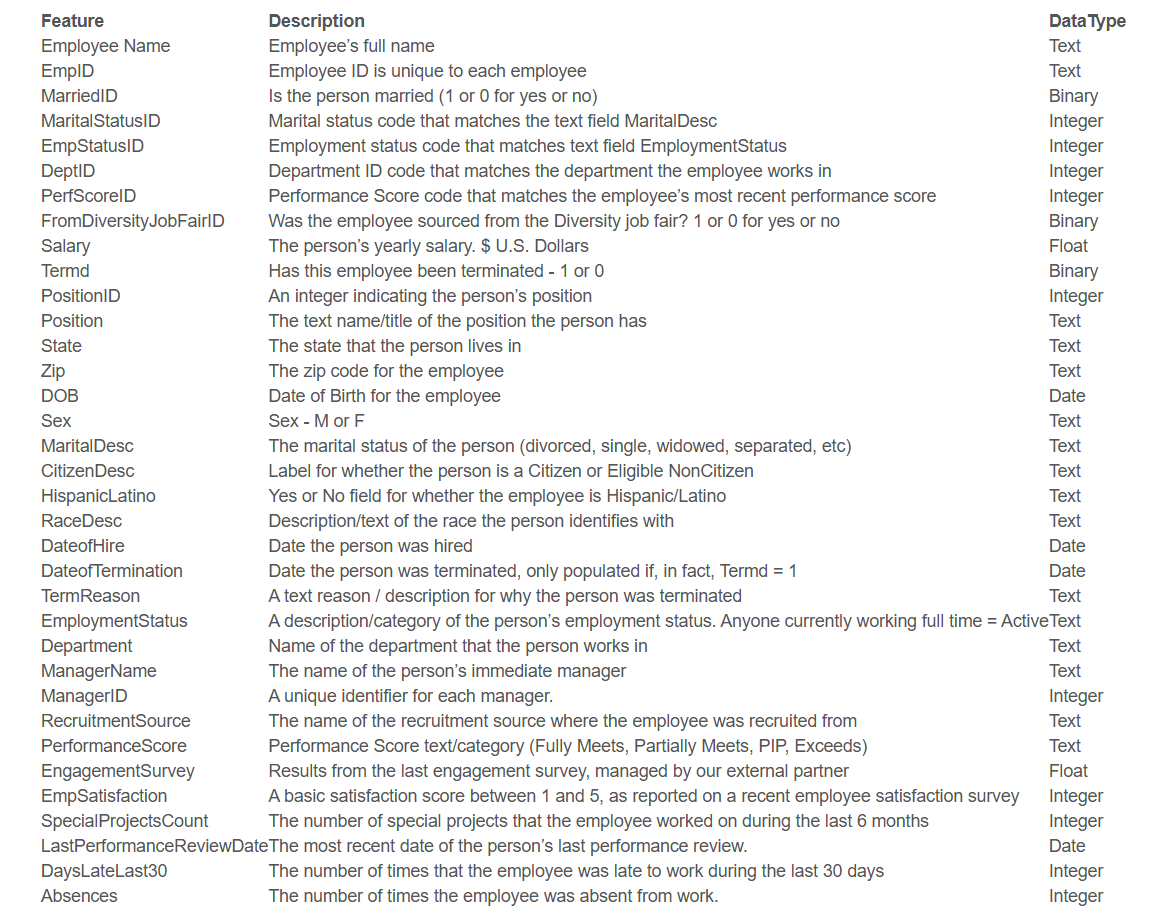 Feature Description DataType
Employee Name Employee’s full name Text
EmpID Employee ID is unique to each employee Text
MarriedID Is the person married (1 or 0 for yes or no) Binary
MaritalStatusID Marital status code that matches the text field MaritalDesc Integer
EmpStatusID Employment status code that matches text field EmploymentStatus Integer
DeptID Department ID code that matches the department the employee works in Integer
PerfScoreID Performance Score code that matches the employee’s most recent performance score Integer
FromDiversityJobFairID Was the employee sourced from the Diversity job fair? 1 or 0 for yes or no Binary
Salary The person’s yearly salary. $ U.S. Dollars Float
Termd Has this employee been terminated - 1 or 0 Binary
PositionID An integer indicating the person’s position Integer
Position The text name/title of the position the person has Text
State The state that the person lives in Text
Zip The zip code for the employee Text
DOB Date of Birth for the employee Date
Sex Sex - M or F Text
MaritalDesc The marital status of the person (divorced, single, widowed, separated, etc) Text
CitizenDesc Label for whether the person is a Citizen or Eligible NonCitizen Text
HispanicLatino Yes or No field for whether the employee is Hispanic/Latino Text
RaceDesc Description/text of the race the person identifies with Text
DateofHire Date the person was hired Date
DateofTermination Date the person was terminated, only populated if, in fact, Termd = 1 Date
TermReason A text reason / description for why the person was terminated Text
EmploymentStatus A description/category of the person’s employment status. Anyone currently working full time = Active Text
Department Name of the department that the person works in Text
ManagerName The name of the person’s immediate manager Text
ManagerID A unique identifier for each manager. Integer
RecruitmentSource The name of the recruitment source where the employee was recruited from Text
PerformanceScore Performance Score text/category (Fully Meets, Partially Meets, PIP, Exceeds) Text
EngagementSurvey Results from the last engagement survey, managed by our external partner Float
EmpSatisfaction A basic satisfaction score between 1 and 5, as reported on a recent employee satisfaction survey Integer
SpecialProjectsCount The number of special projects that the employee worked on during the last 6 months Integer
LastPerformanceReviewDate The most recent date of the person’s last performance review. Date
DaysLateLast30 The number of times that the employee was late to work during the last 30 days Integer
Absences The number of times the employee was absent from work. Integer